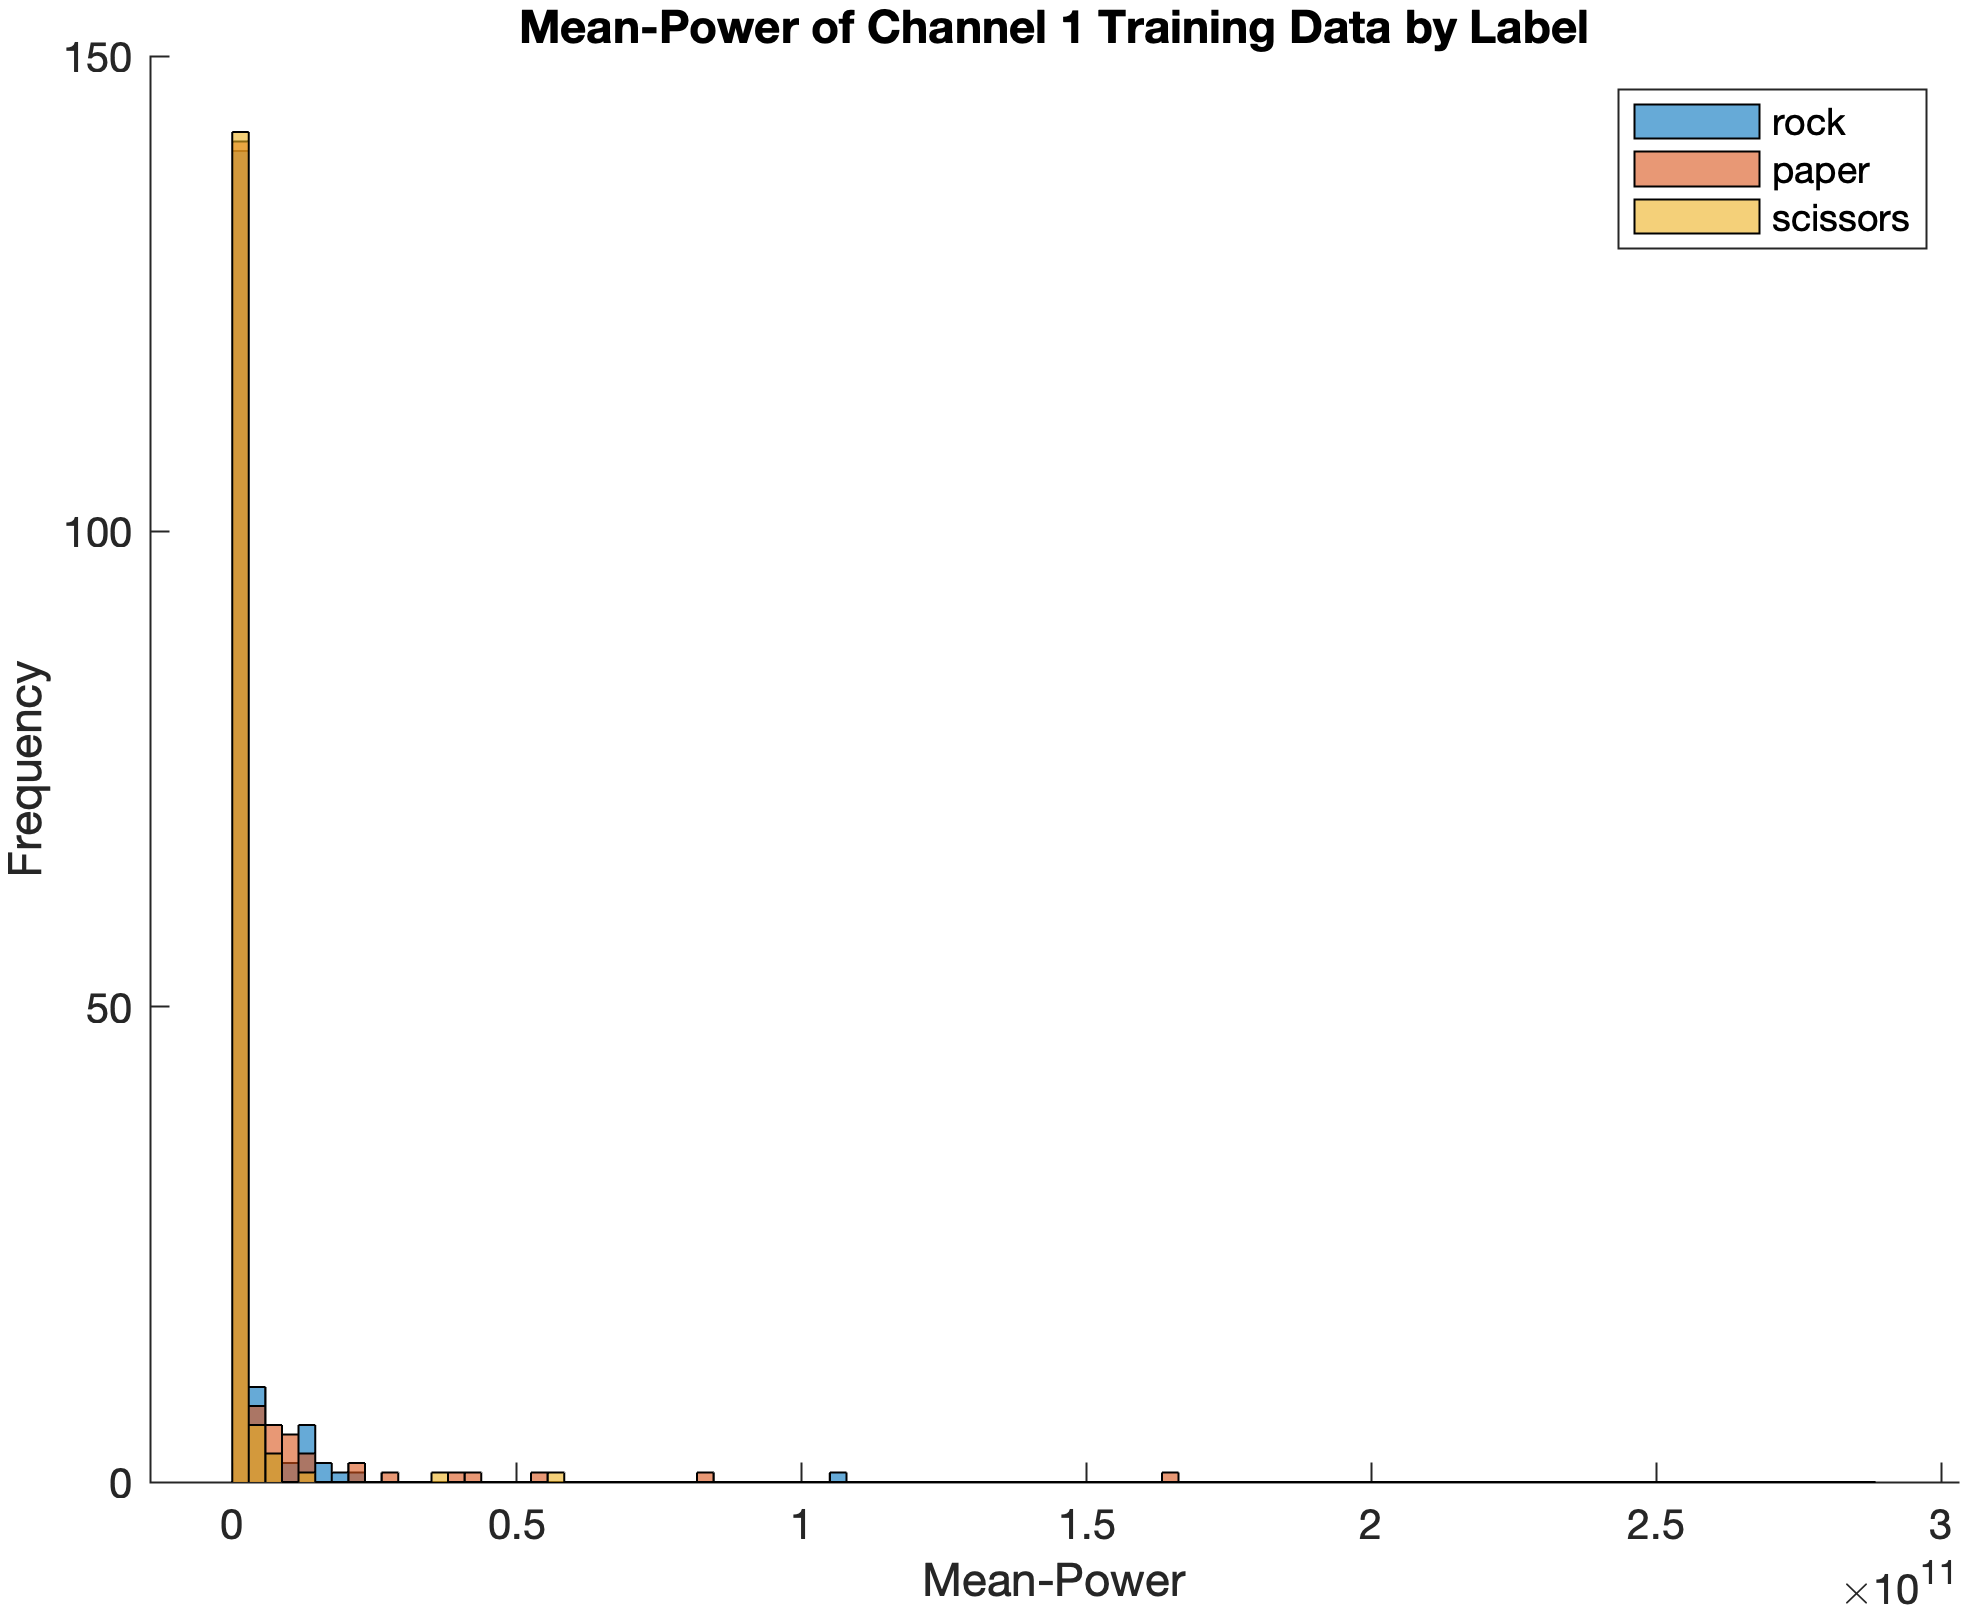 Mean-Power of Channel 1 Training Data by Label
150
100
50
0
Frequency
rock
paper
scissors
0 0.5 1 1.5 2 2.5 3
Mean-Power
×10^11